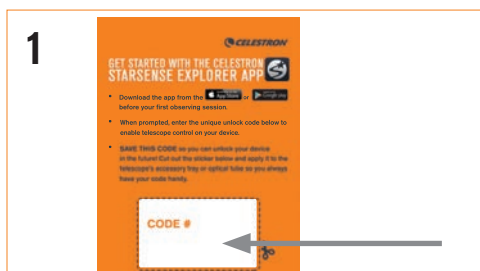 1
CELESTRON
GET STARTED WITH THE CELESTRON
STARSENSE EXPLORER APP
• Download the app from the App Store or Google play
before your first observing session.
• When prompted, enter the unique unlock code below to
enable telescope control on your device.
• SAVE THIS CODE so you can unlock your device
in the future! Cut out the sticker below and apply it to the
telescope's accessory tray or optical tube so you always
have your code handy.
CODE #